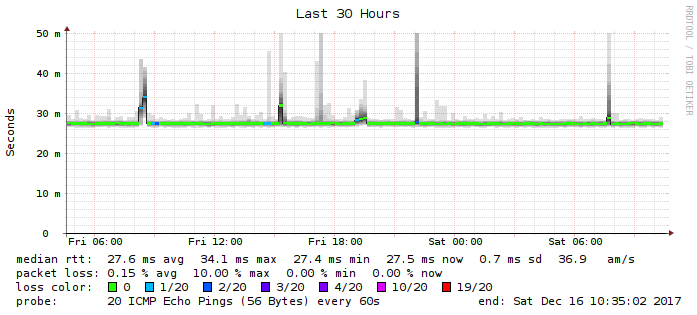 Last 30 Hours
RRDTOOL / TOBI OETIKER
Seconds
50 m
40 m
30 m
20 m
10 m
0
Fri 06:00 Fri 12:00 Fri 18:00 Sat 00:00 Sat 06:00
median rtt: 27.6 ms avg 34.1 ms max 27.4 ms min 27.5 ms now 0.7 ms sd 36.9 am/s
packet loss: 0.15 % avg 10.00 % max 0.00 % min 0.00 % now
loss color: 0 1/20 2/20 3/20 4/20 10/20 19/20
probe: 20 ICMP Echo Pings (56 Bytes) every 60s end: Sat Dec 16 10:35:02 2017